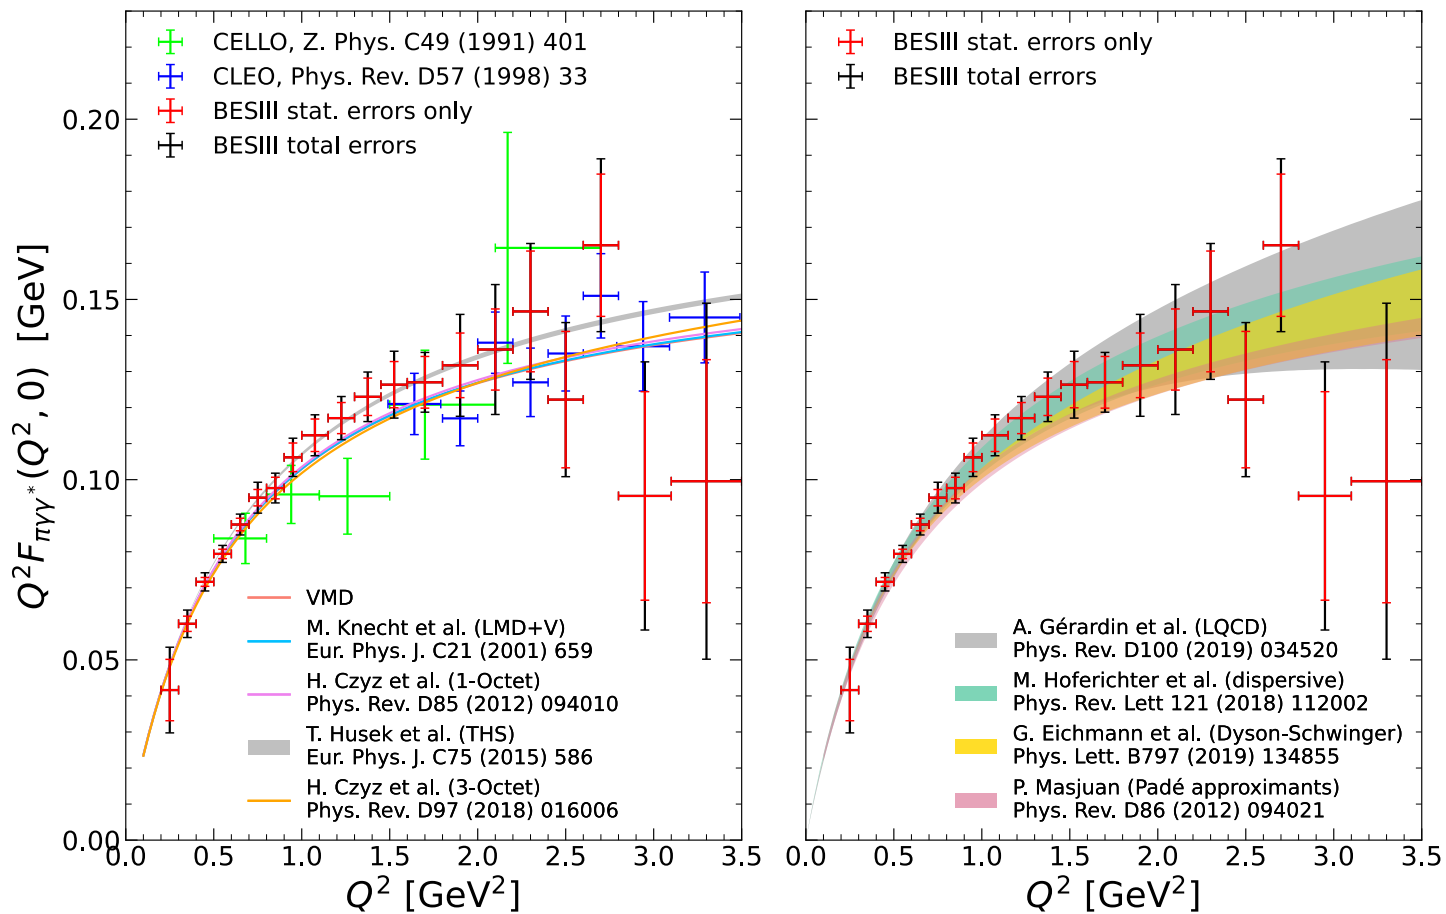 CELLO, Z. Phys. C49 (1991) 401
CLEO, Phys. Rev. D57 (1998) 33
BESIII stat. errors only
BESIII total errors
0.20
0.15
0.10
0.05
0.00
Q²F_{πγγ*}(Q², 0) [GeV]
VMD
M. Knecht et al. (LMD+V)
Eur. Phys. J. C21 (2001) 659
H. Czyz et al. (1-Octet)
Phys. Rev. D85 (2012) 094010
T. Husek et al. (THS)
Eur. Phys. J. C75 (2015) 586
H. Czyz et al. (3-Octet)
Phys. Rev. D97 (2018) 016006
0.0 0.5 1.0 1.5 2.0 2.5 3.0 3.5
Q² [GeV²]
BESIII stat. errors only
BESIII total errors
A. Gérardin et al. (LQCD)
Phys. Rev. D100 (2019) 034520
M. Hoferichter et al. (dispersive)
Phys. Rev. Lett 121 (2018) 112002
G. Eichmann et al. (Dyson-Schwinger)
Phys. Lett. B797 (2019) 134855
P. Masjuan (Padé approximants)
Phys. Rev. D86 (2012) 094021
0.0 0.5 1.0 1.5 2.0 2.5 3.0 3.5
Q² [GeV²]